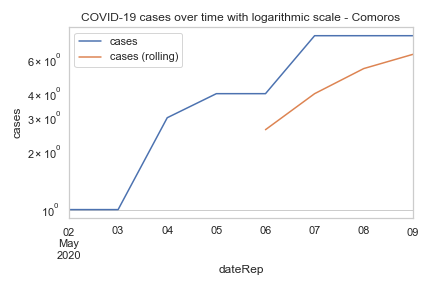 COVID-19 cases over time with logarithmic scale - Comoros
cases
cases (rolling)
6 × 10⁰
4 × 10⁰
3 × 10⁰
2 × 10⁰
10⁰
cases
02 03 04 05 06 07 08 09
May
2020
dateRep